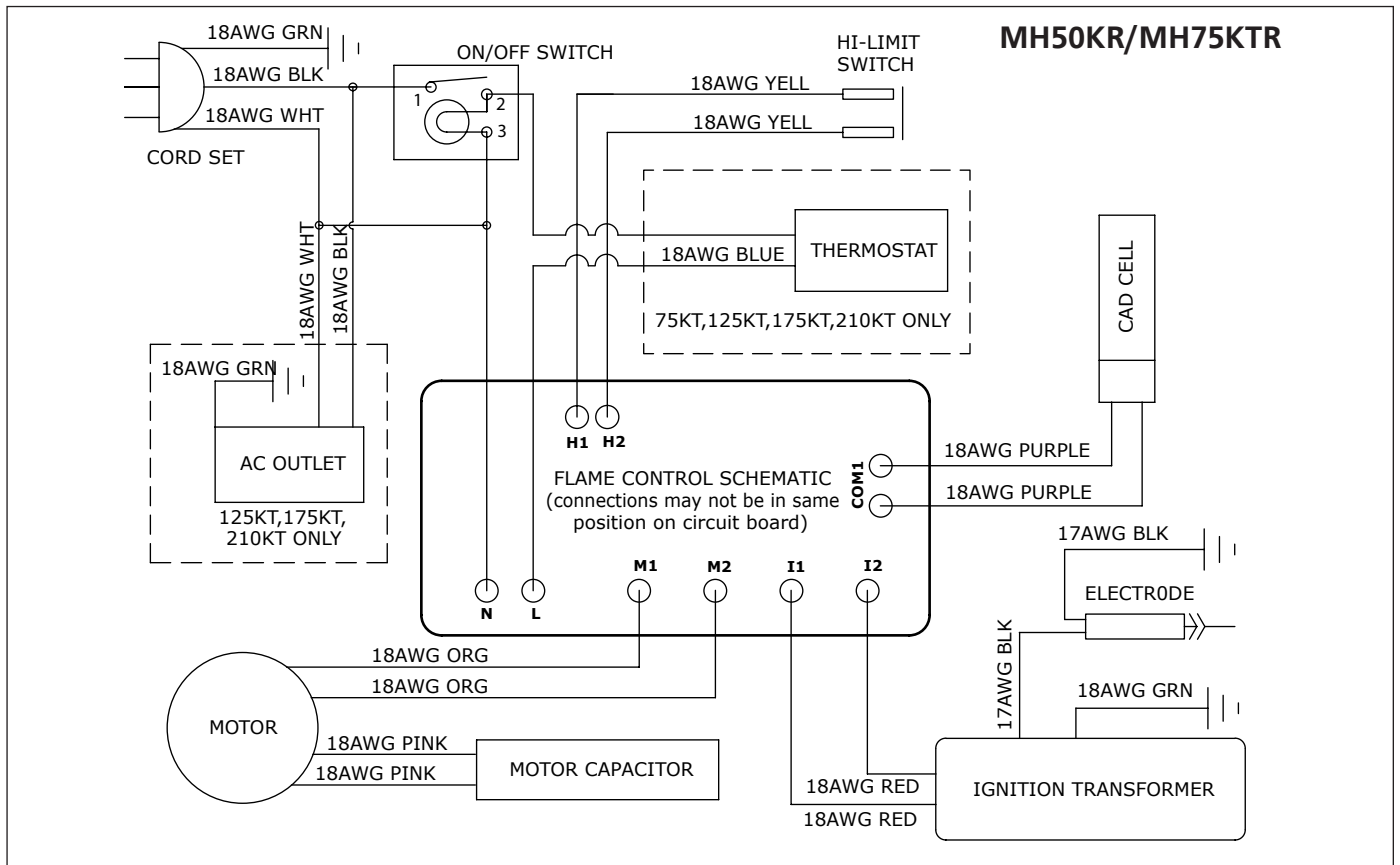 MH50KR/MH75KTR
18AWG GRN
ON/OFF SWITCH
HI-LIMIT
SWITCH
18AWG BLK
1
2
3
18AWG YELL
18AWG WHT
18AWG YELL
CORD SET
18AWG WHT
18AWG BLK
18AWG BLUE
THERMOSTAT
75KT,125KT,175KT,210KT ONLY
CAD CELL
18AWG GRN
AC OUTLET
125KT,175KT,
210KT ONLY
H1
H2
FLAME CONTROL SCHEMATIC
(connections may not be in same
position on circuit board)
COM1
18AWG PURPLE
18AWG PURPLE
M1
M2
I1
I2
N
L
17AWG BLK
ELECTR0DE
17AWG BLK
18AWG GRN
18AWG ORG
18AWG ORG
MOTOR
18AWG PINK
18AWG PINK
MOTOR CAPACITOR
18AWG RED
18AWG RED
IGNITION TRANSFORMER